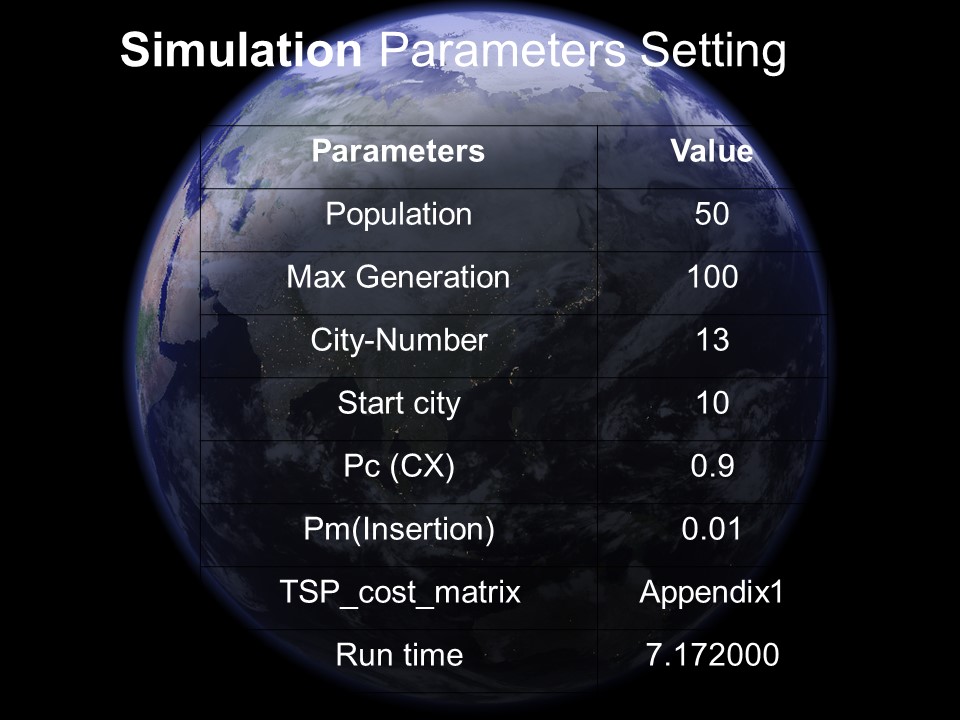 Simulation Parameters Setting
Parameters Value
Population 50
Max Generation 100
City-Number 13
Start city 10
Pc (CX) 0.9
Pm(Insertion) 0.01
TSP_cost_matrix Appendix1
Run time 7.172000